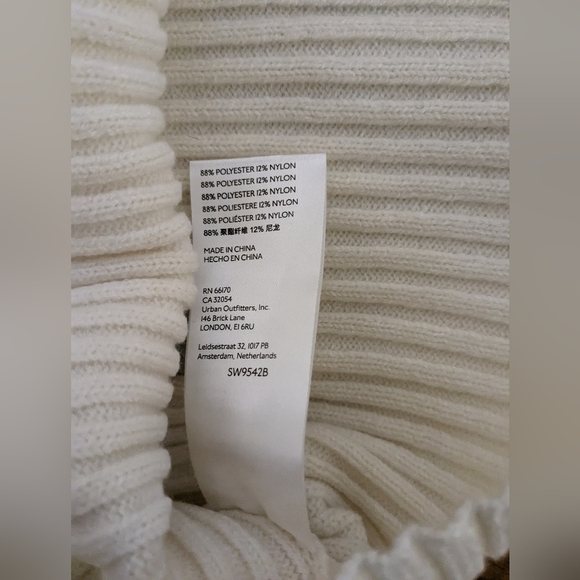 88% POLYESTER 12% NYLON
88% POLYESTER 12% NYLON
88% POLYESTER 12% NYLON
88% POLIESTERE 12% NYLON
88% POLIÉSTER 12% NYLON
88% 聚酯纤维 12% 尼龙
MADE IN CHINA
HECHO EN CHINA
RN 66170
CA 32054
Urban Outfitters, Inc.
146 Brick Lane
LONDON, E1 6RU
Leidsestraat 32, 1017 PB
Amsterdam, Netherlands
SW9542B